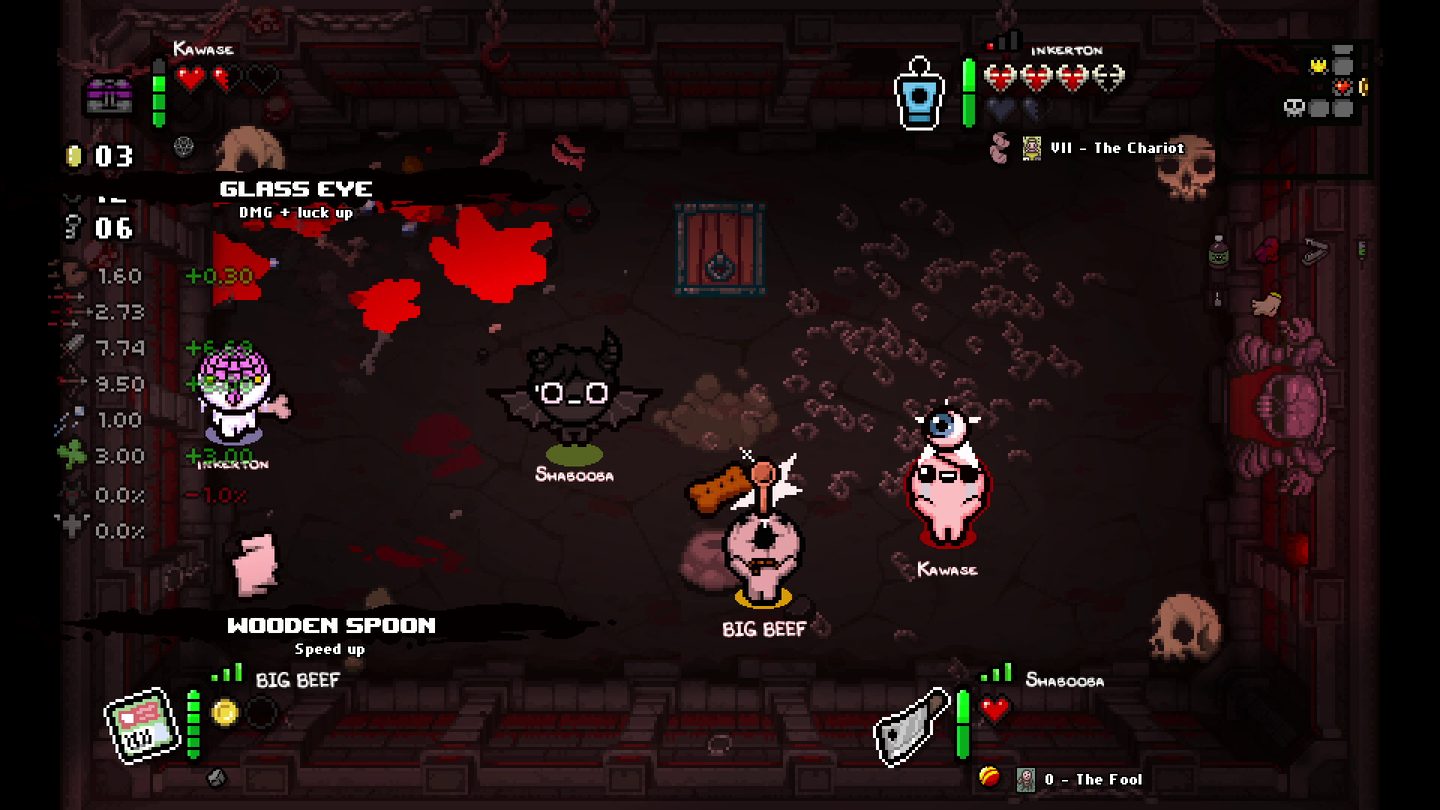 KAWASE
INKERTON
03
VII - The Chariot
GLASS EYE
DMG + luck up
06
1.60 +0.30
2.73
7.74
9.50
1.00
3.00 +3.00
INKERTON
0.0% -1.0%
0.0%
SHABOOBA
KAWASE
BIG BEEF
WOODEN SPOON
Speed up
BIG BEEF
SHABOOBA
0 - The Fool